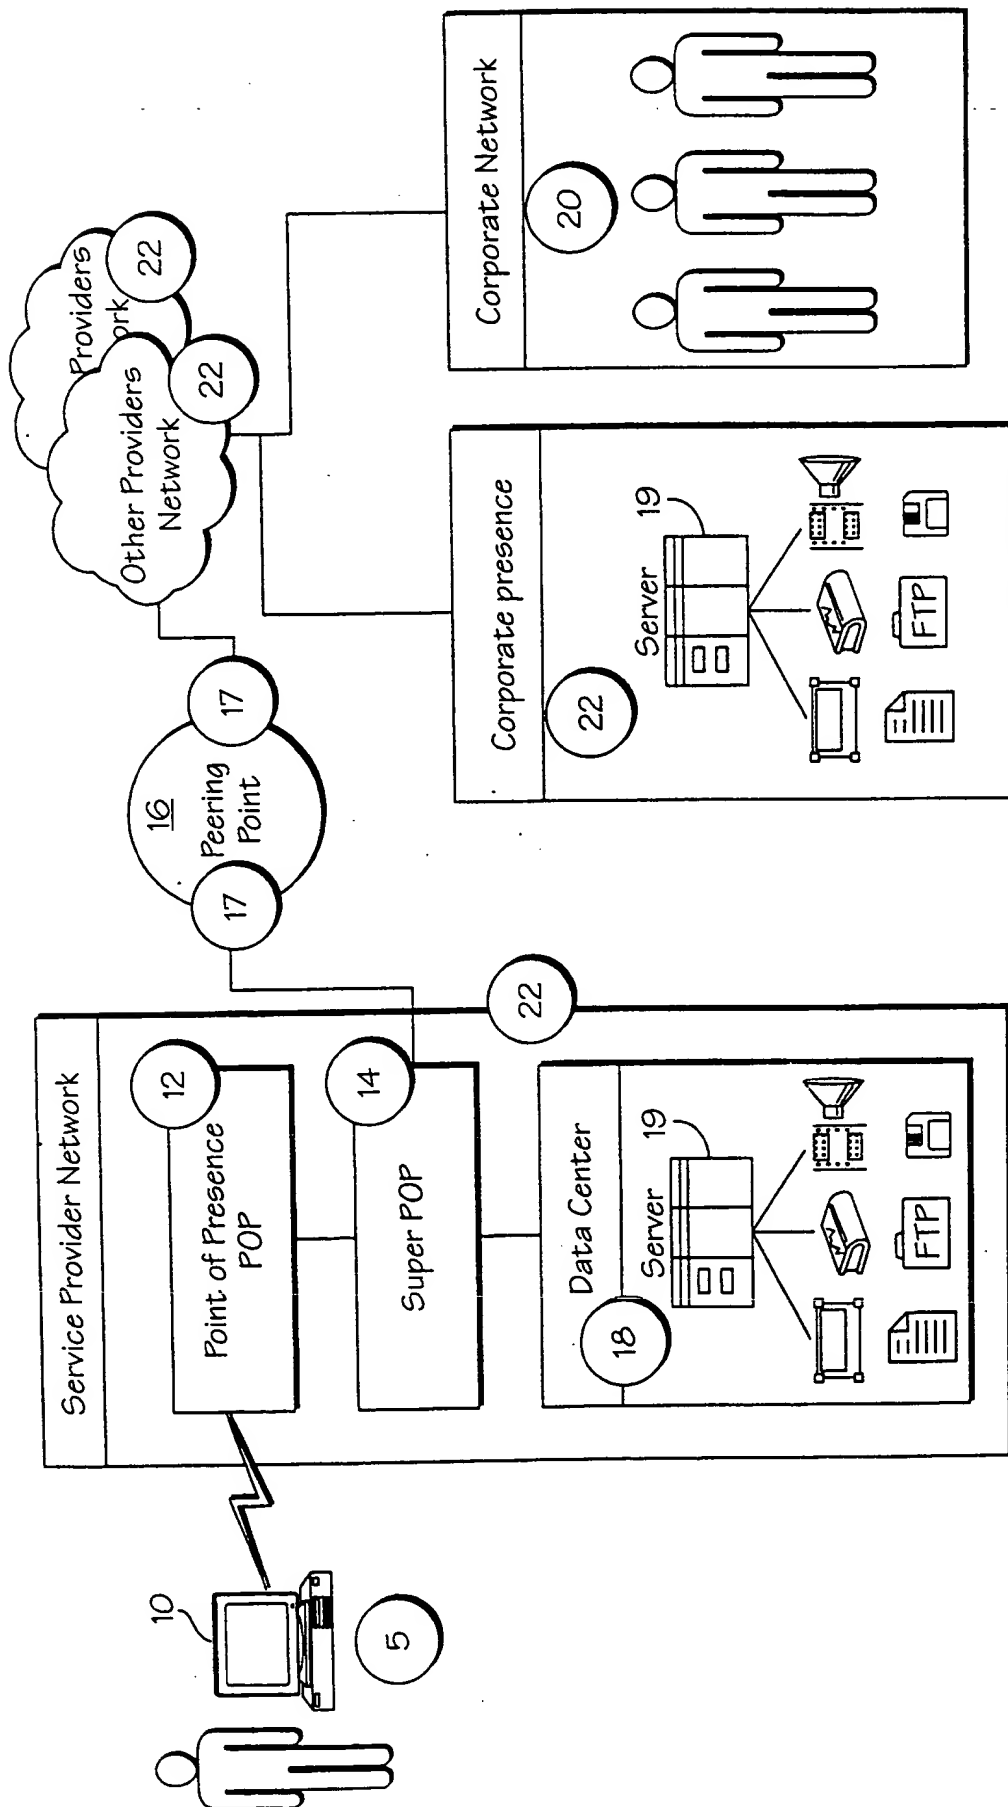 10
5
Service Provider Network
12
Point of Presence
POP
14
Super POP
Data Center
18
Server
19
FTP
22
16
Peering
Point
17
17
Other Providers
Network
22
Providers
ork
22
Corporate presence
22
Server
19
FTP
Corporate Network
20